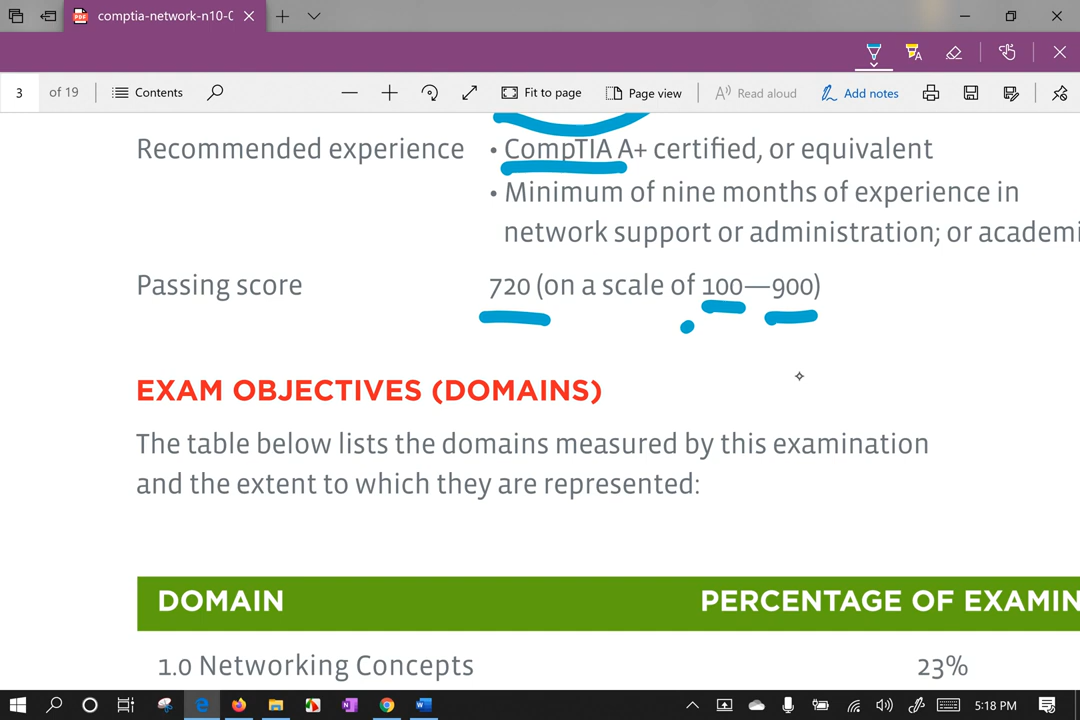 comptia-network-n10-0
3 of 19 Contents Fit to page Page view Read aloud Add notes
Recommended experience • CompTIA A+ certified, or equivalent
• Minimum of nine months of experience in
network support or administration; or academi
Passing score 720 (on a scale of 100—900)
EXAM OBJECTIVES (DOMAINS)
The table below lists the domains measured by this examination
and the extent to which they are represented:
DOMAIN PERCENTAGE OF EXAMIN
1.0 Networking Concepts 23%
5:18 PM